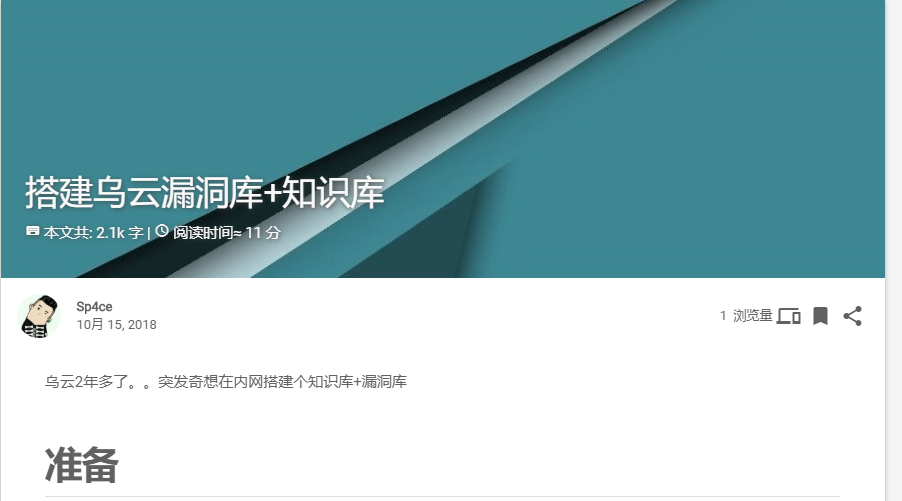 搭建乌云漏洞库+知识库
本文共: 2.1k 字 | 阅读时间≈ 11 分
Sp4ce
10月 15, 2018
1 浏览量
乌云2年多了。。突发奇想在内网搭建个知识库+漏洞库
准备